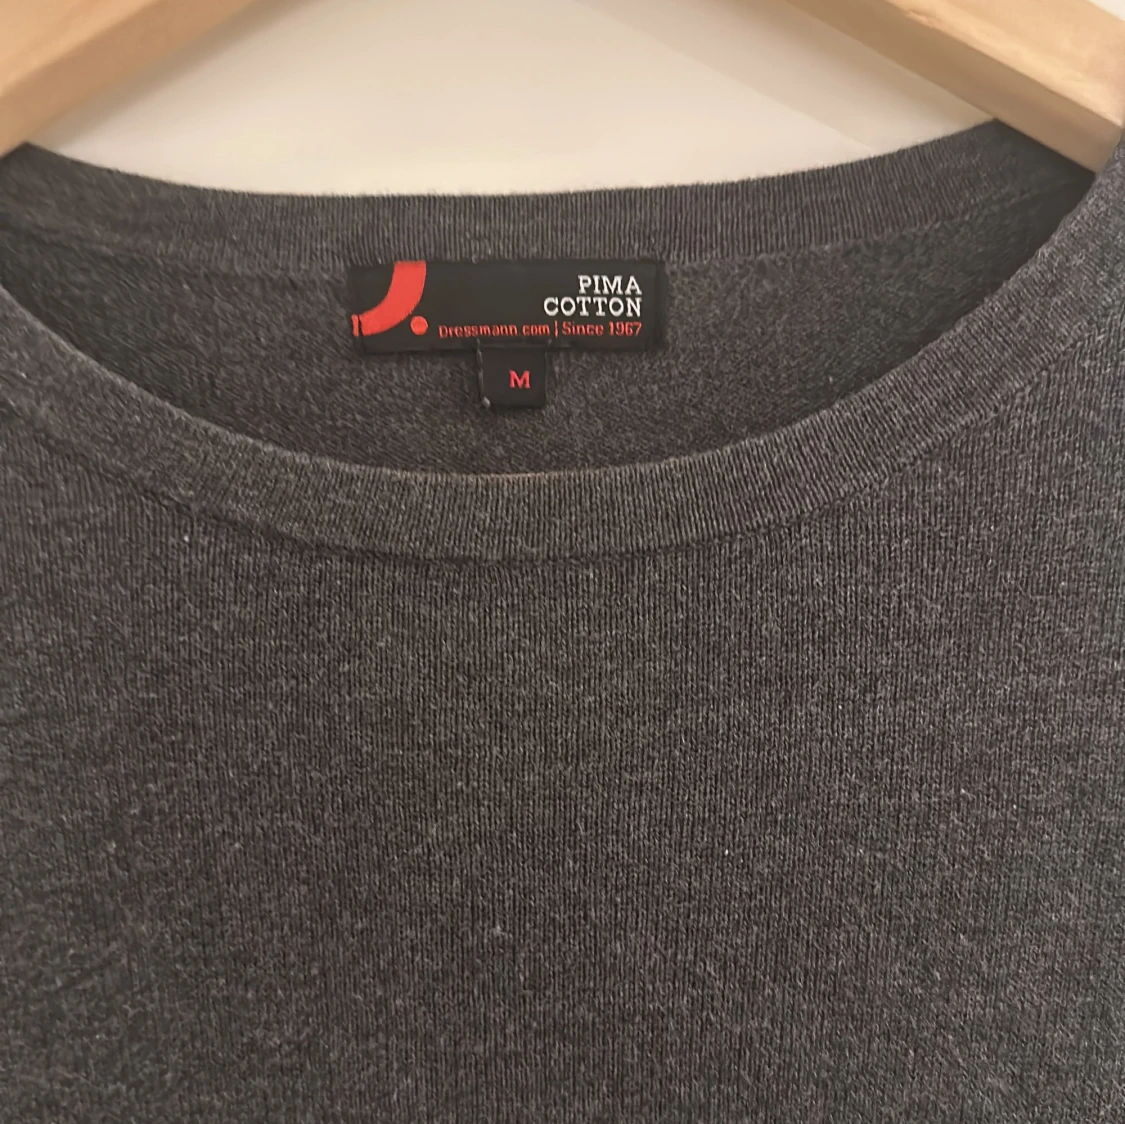 PIMA
COTTON
Dressmann com | Since 1967
M